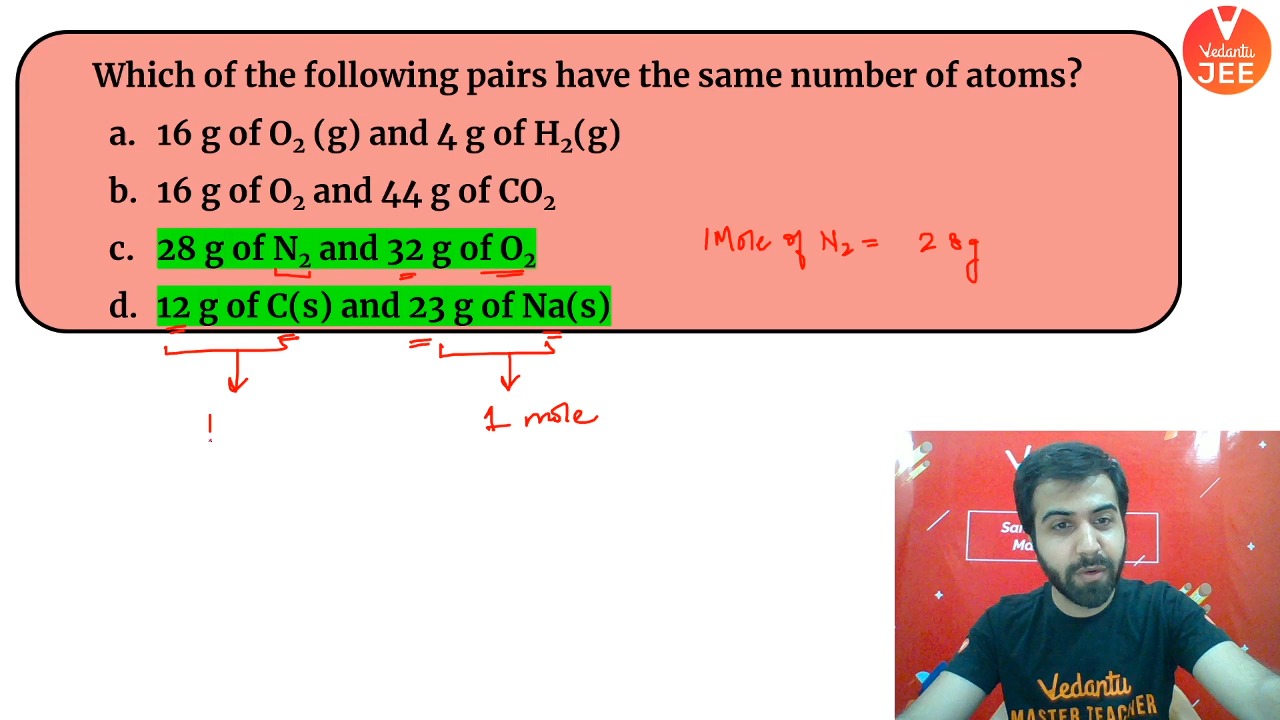 Vedantu
JEE
Which of the following pairs have the same number of atoms?
a. 16 g of O₂ (g) and 4 g of H₂(g)
b. 16 g of O₂ and 44 g of CO₂
c. 28 g of N₂ and 32 g of O₂
1 Mole of N₂ = 28g
d. 12 g of C(s) and 23 g of Na(s)
1
1 mole
Vedantu
MASTER TEACHER